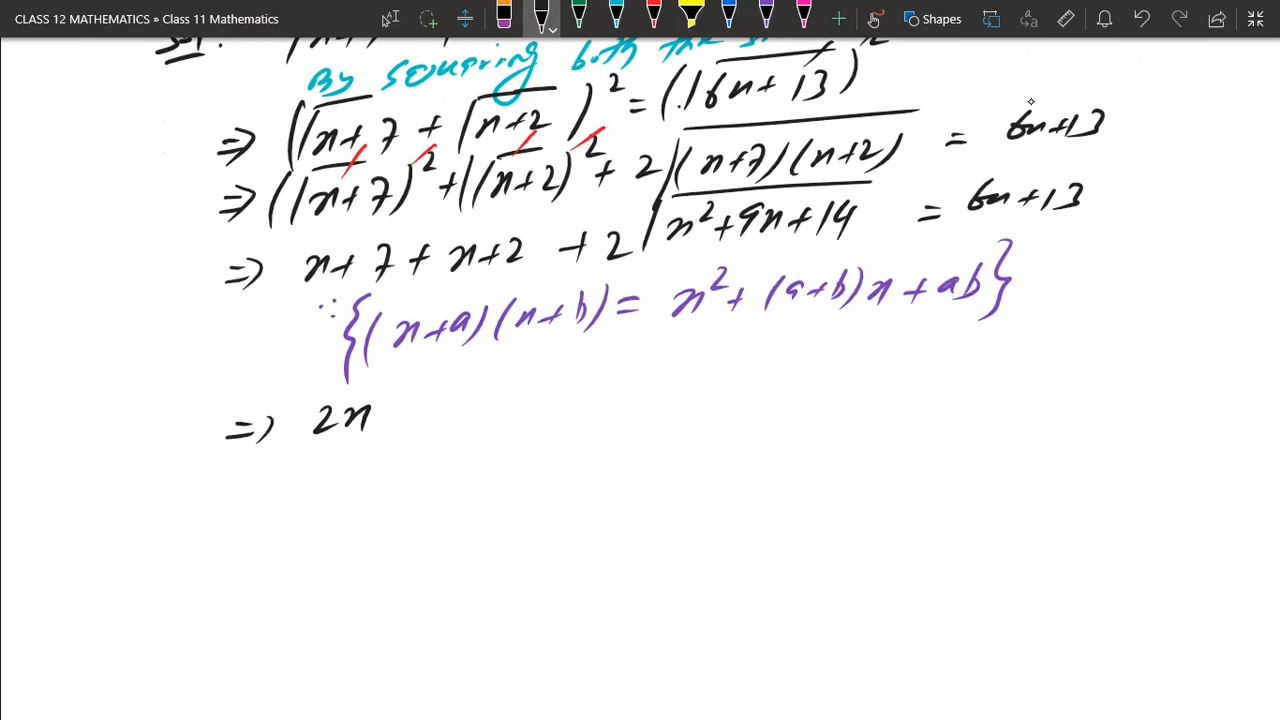 CLASS 12 MATHEMATICS » Class 11 Mathematics
Shapes
By squaring both the
=> (√x+7 + √x+2)² = (√6x+13)²
=> (√x+7)² + (√x+2)² + 2√(x+7)(x+2) = 6x+13
=> x+7+x+2 +2√x²+9x+14 = 6x+13
∵{(x+a)(x+b)= x²+(a+b)x+ab}
=> 2x